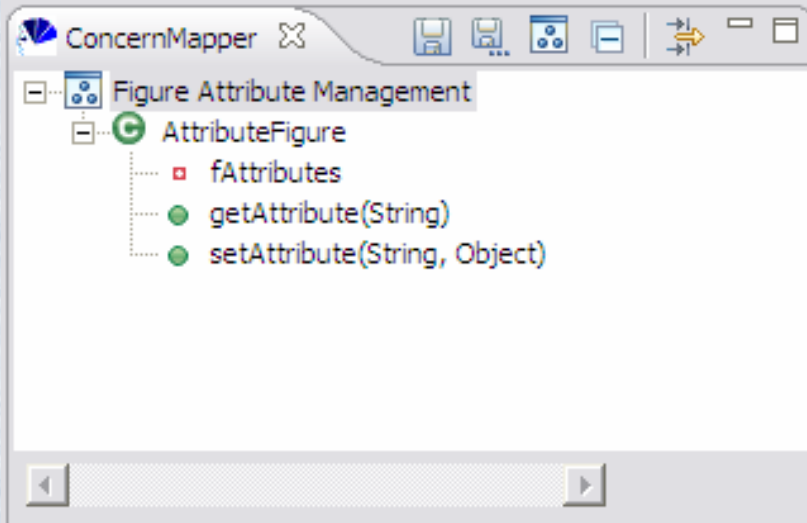 ConcernMapper
Figure Attribute Management
AttributeFigure
fAttributes
getAttribute(String)
setAttribute(String, Object)